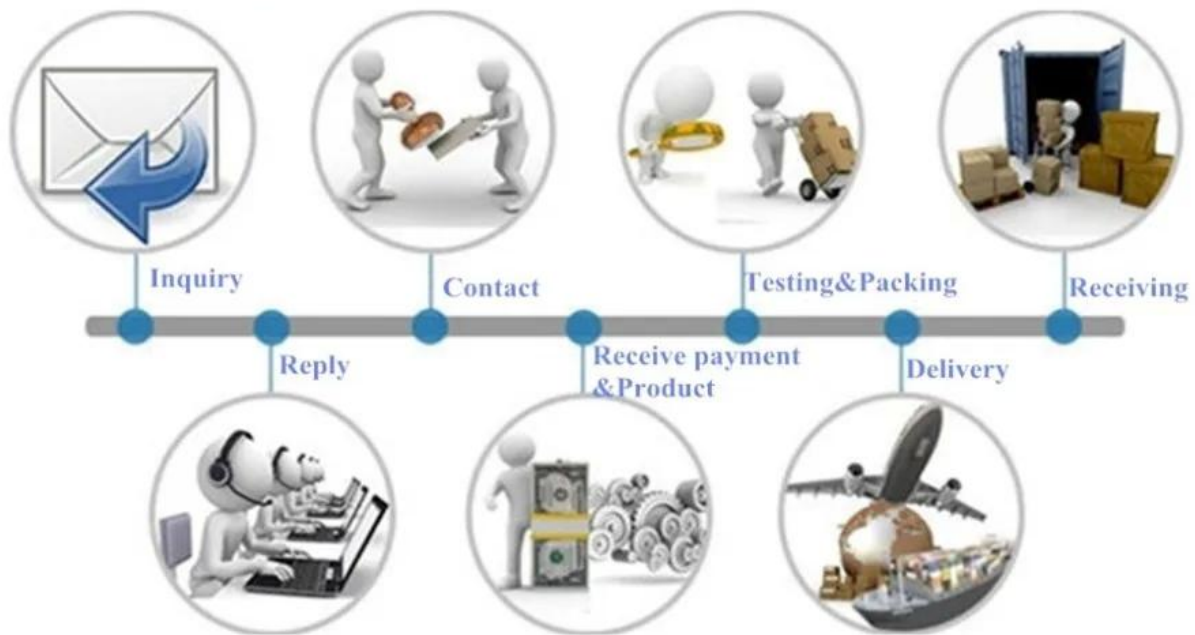 Inquiry
Reply
Contact
Receive payment
&Product
Testing&Packing
Delivery
Receiving